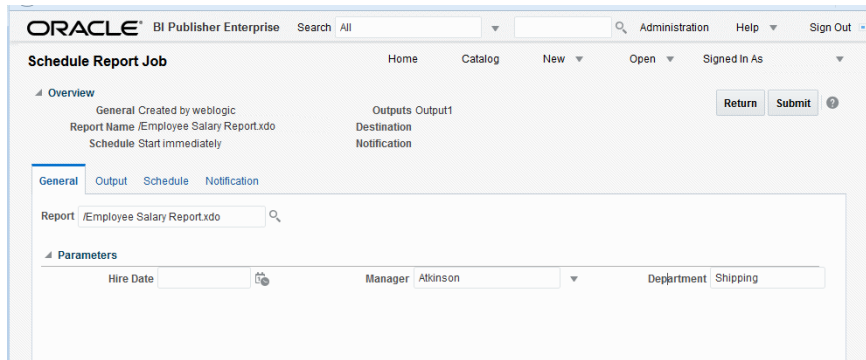 ORACLE® BI Publisher Enterprise Search All Administration Help Sign Out
Schedule Report Job Home Catalog New Open Signed In As
Overview
General Created by weblogic Outputs Output1 Return Submit ?
Report Name /Employee Salary Report.xdo Destination
Schedule Start immediately Notification
General Output Schedule Notification
Report /Employee Salary Report.xdo
Parameters
Hire Date Manager Atkinson Department Shipping